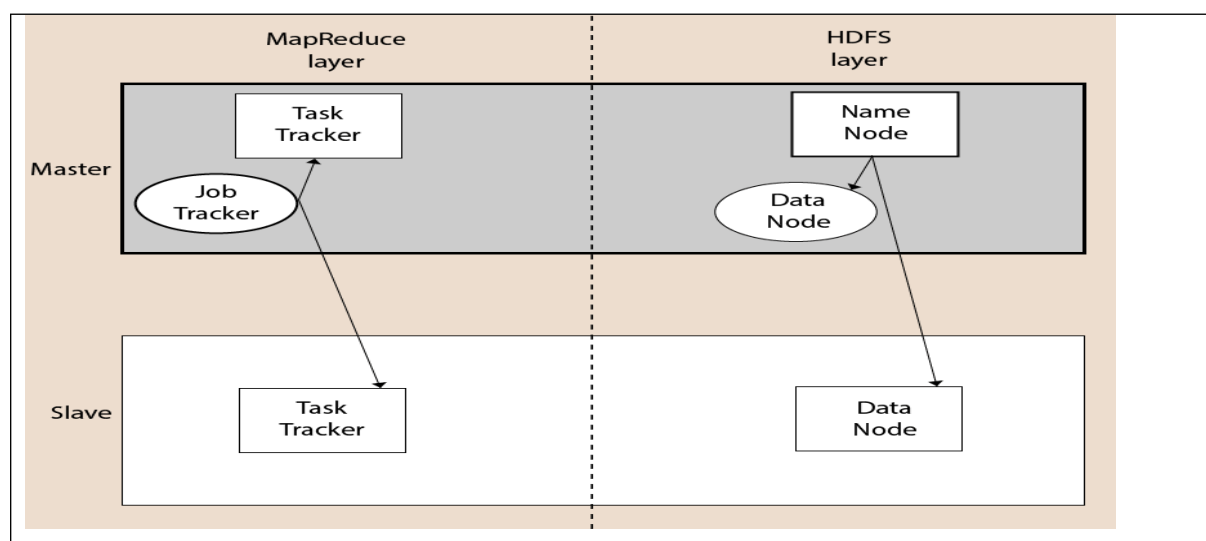 MapReduce
layer
HDFS
layer
Master
Task
Tracker
Job
Tracker
Name
Node
Data
Node
Slave
Task
Tracker
Data
Node